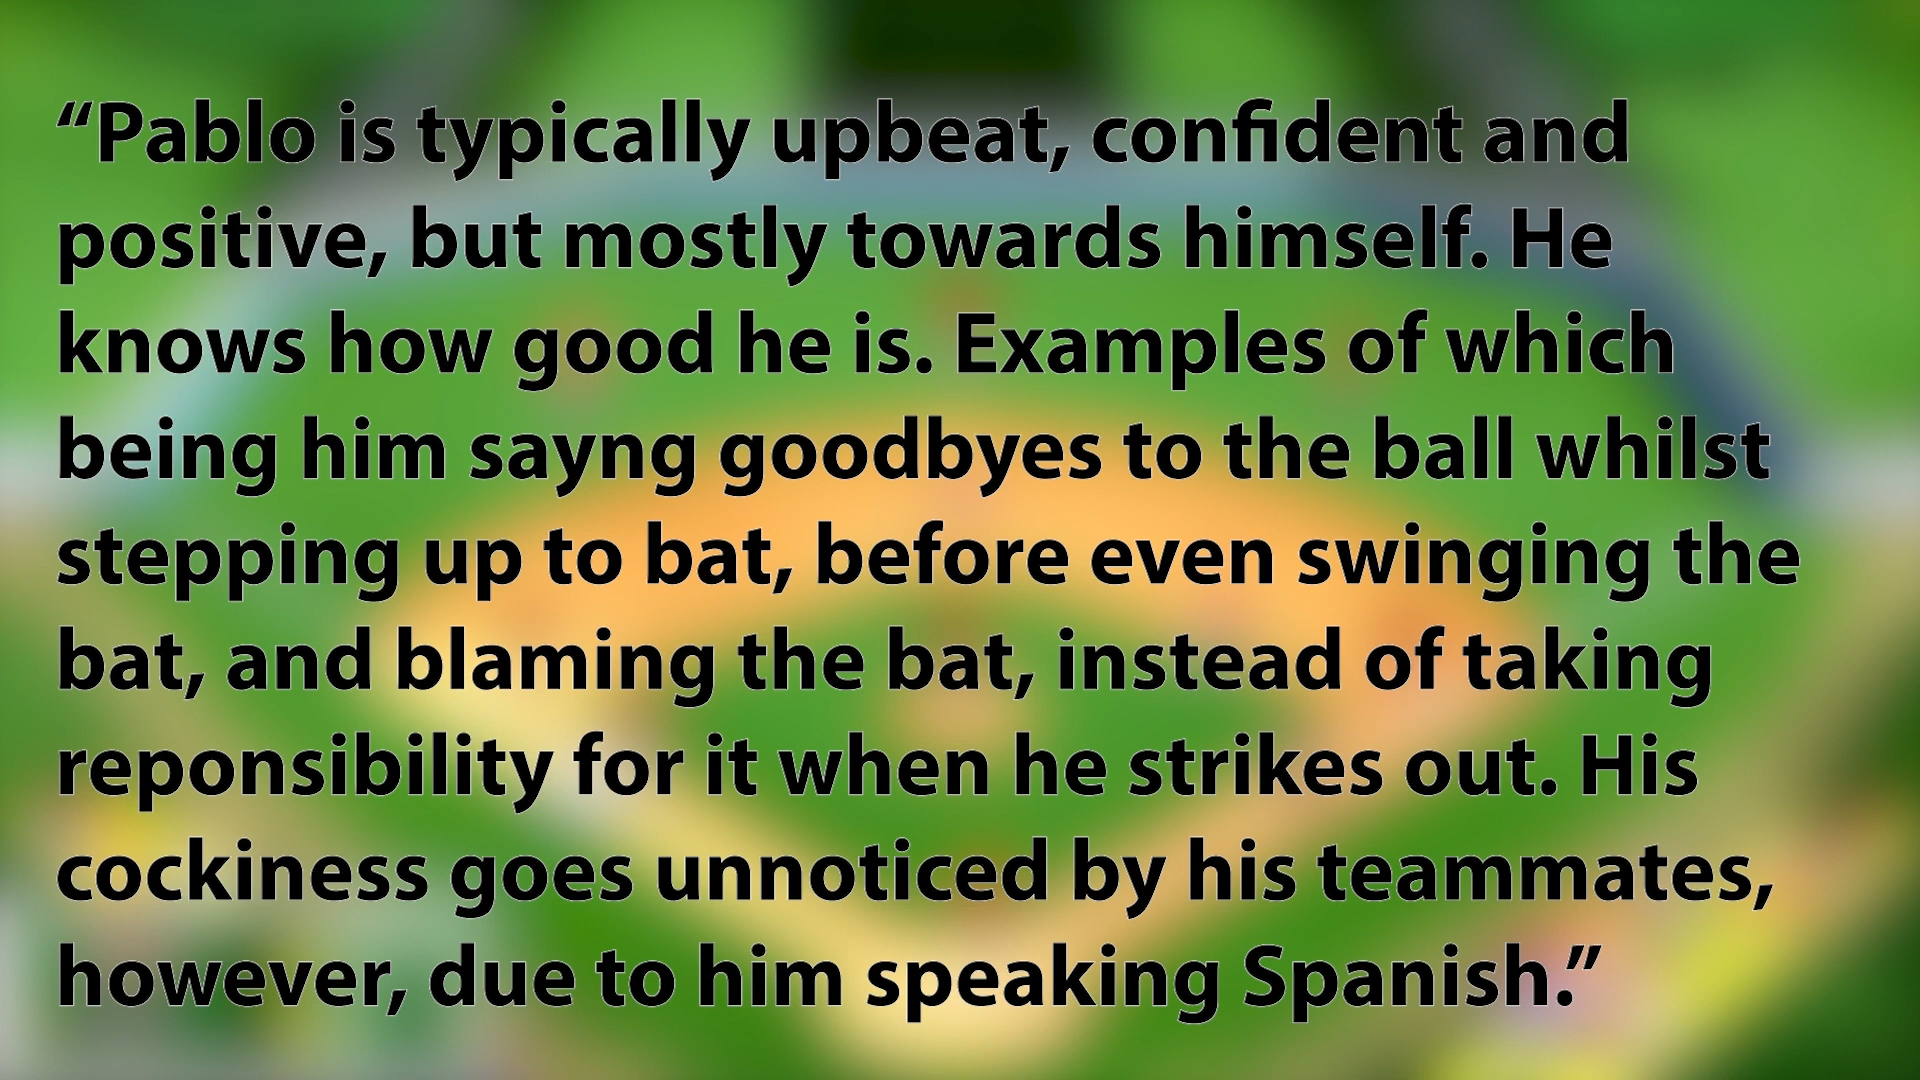 “Pablo is typically upbeat, confident and
positive, but mostly towards himself. He
knows how good he is. Examples of which
being him sayng goodbyes to the ball whilst
stepping up to bat, before even swinging the
bat, and blaming the bat, instead of taking
reponsibility for it when he strikes out. His
cockiness goes unnoticed by his teammates,
however, due to him speaking Spanish.”